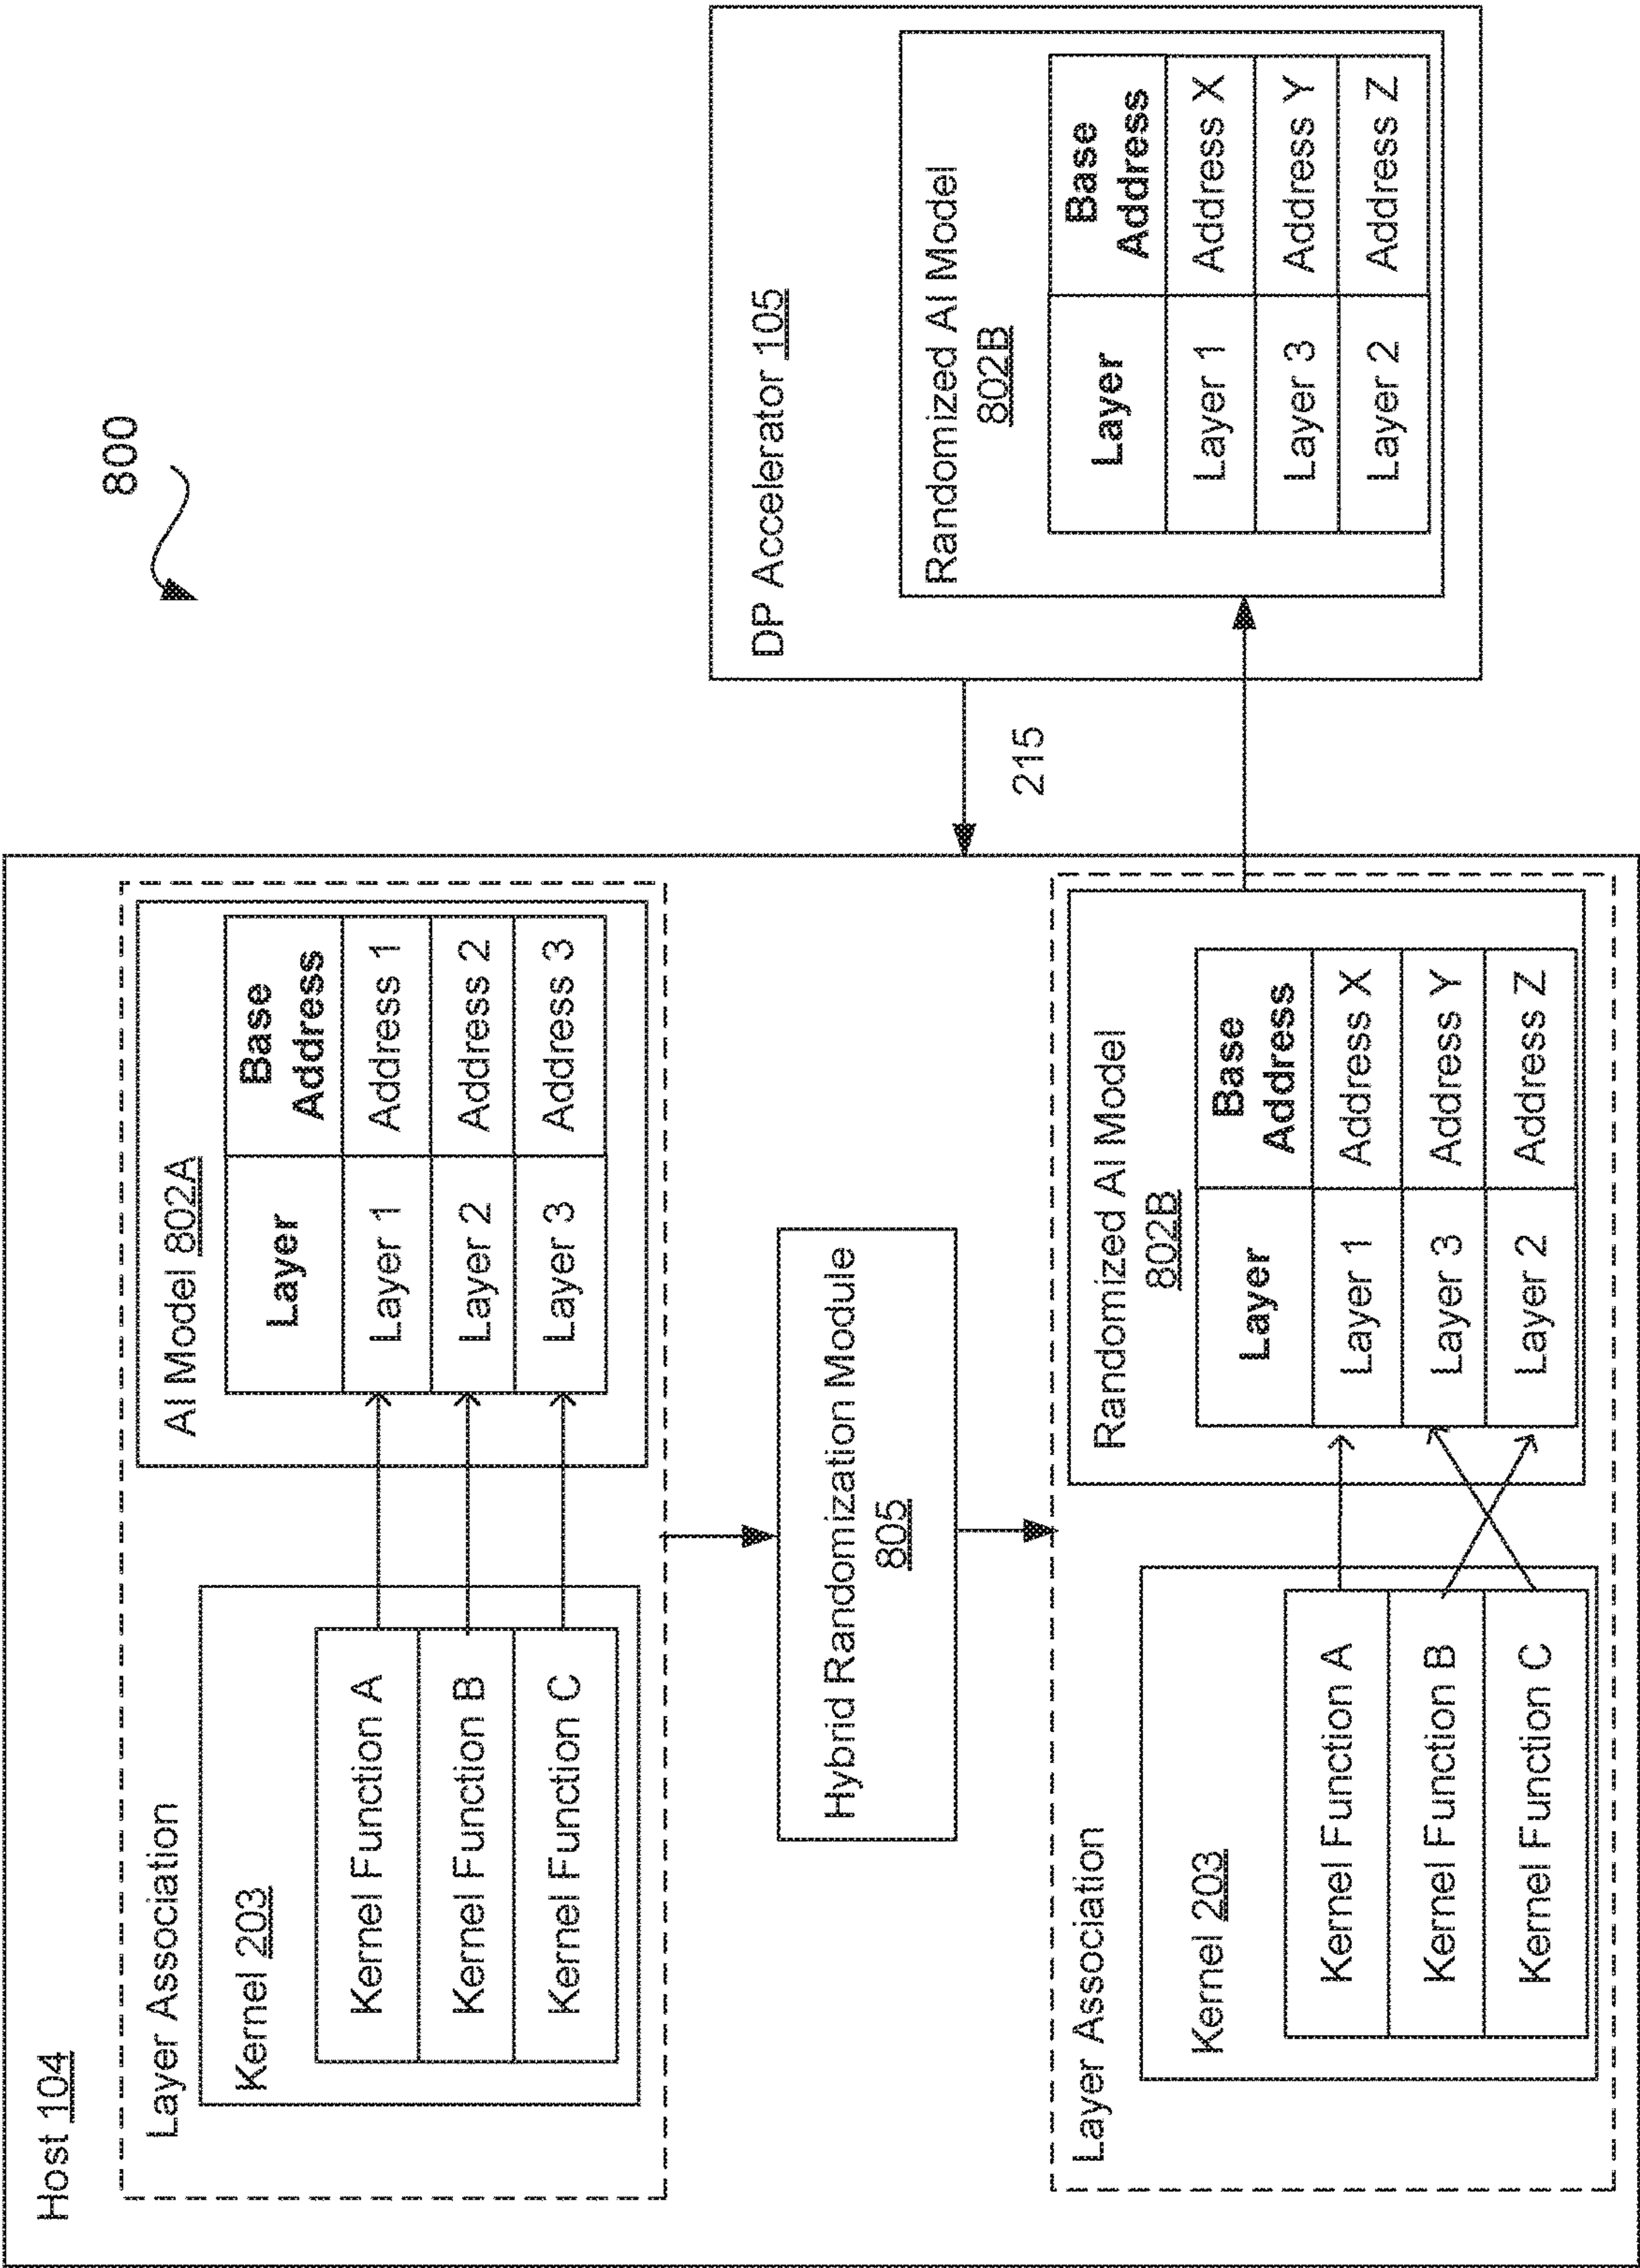 800
Host 104
Layer Association
Kernel 203
Kernel Function A
Kernel Function B
Kernel Function C
AI Model 802A
Layer
Base
Address
Layer 1
Address 1
Layer 2
Address 2
Layer 3
Address 3
Hybrid Randomization Module
805
Layer Association
Kernel 203
Kernel Function A
Kernel Function B
Kernel Function C
Randomized AI Model
802B
Layer
Base
Address
Layer 1
Address X
Layer 3
Address Y
Layer 2
Address Z
215
DP Accelerator 105
Randomized AI Model
802B
Layer
Base
Address
Layer 1
Address X
Layer 3
Address Y
Layer 2
Address Z